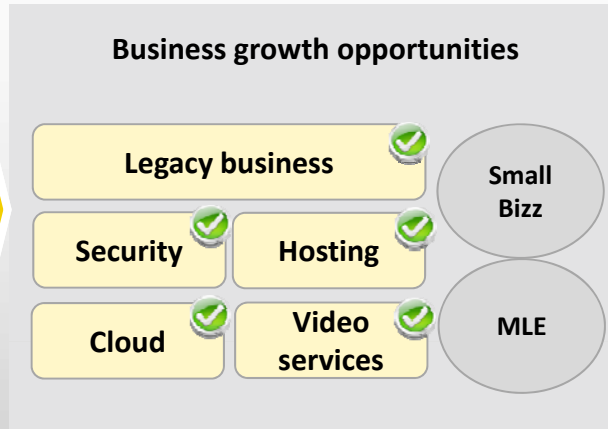 Business growth opportunities
Legacy business
Small
Bizz
Security
Hosting
Cloud
Video
services
MLE